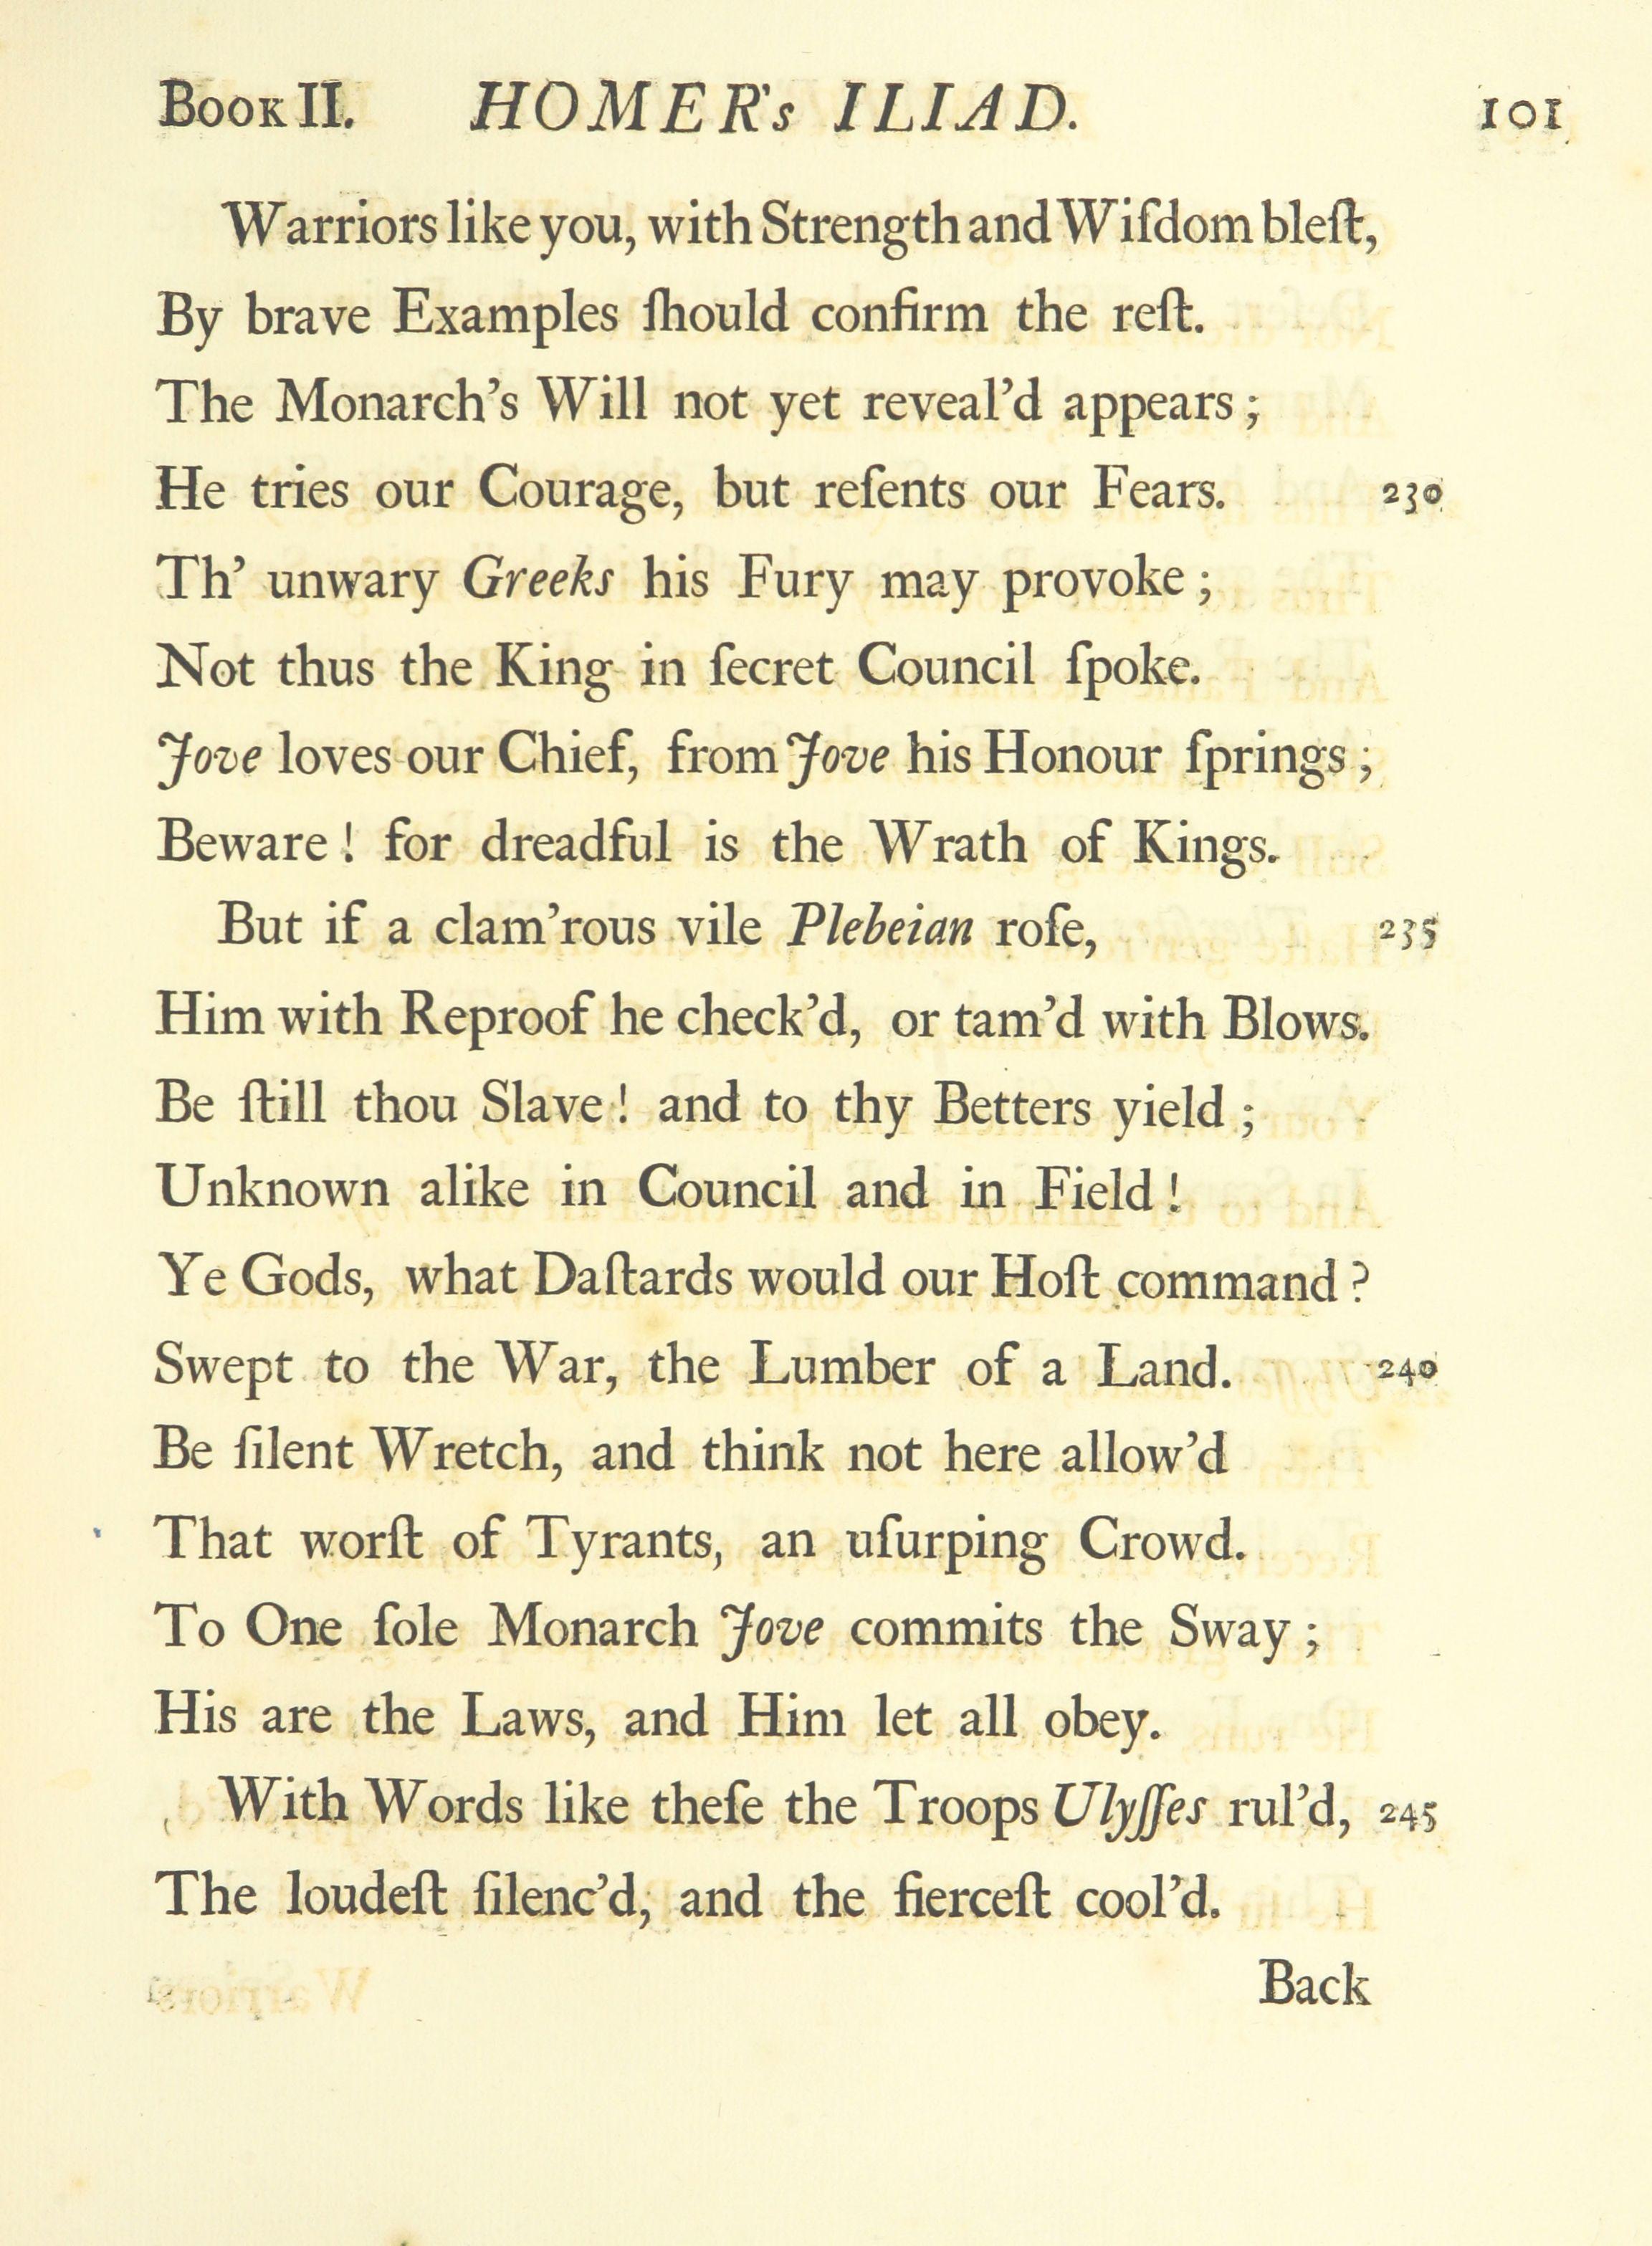 Book II. HOMER's ILIAD. 101
Warriors like you, with Strength and Wiſdom bleſt,
By brave Examples ſhould confirm the reſt.
The Monarch’s Will not yet reveal’d appears;
He tries our Courage, but reſents our Fears. 230
Th’ unwary Greeks his Fury may provoke;
Not thus the King in ſecret Council ſpoke.
Jove loves our Chief, from Jove his Honour ſprings;
Beware! for dreadful is the Wrath of Kings.
But if a clam’rous vile Plebeian roſe, 235
Him with Reproof he check’d, or tam’d with Blows.
Be ſtill thou Slave! and to thy Betters yield;
Unknown alike in Council and in Field!
Ye Gods, what Daſtards would our Hoſt command?
Swept to the War, the Lumber of a Land. 240
Be ſilent Wretch, and think not here allow’d
That worſt of Tyrants, an uſurping Crowd.
To One ſole Monarch Jove commits the Sway;
His are the Laws, and Him let all obey.
With Words like theſe the Troops Ulyſſes rul’d, 245
The loudeſt ſilenc’d, and the fierceſt cool’d.
Back